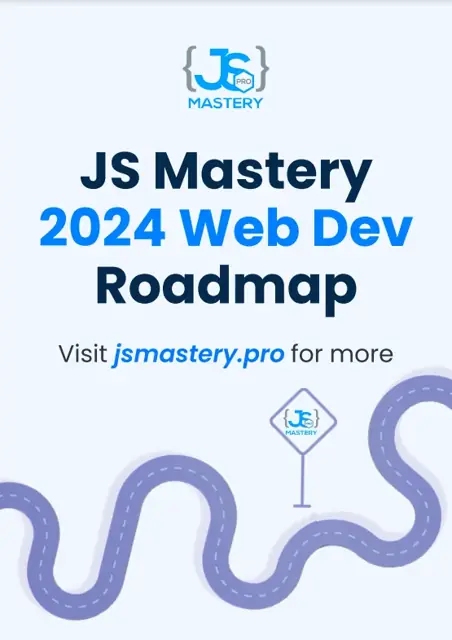 {JS PRO}
MASTERY
JS Mastery
2024 Web Dev
Roadmap
Visit jsmastery.pro for more
{JS}
MASTERY